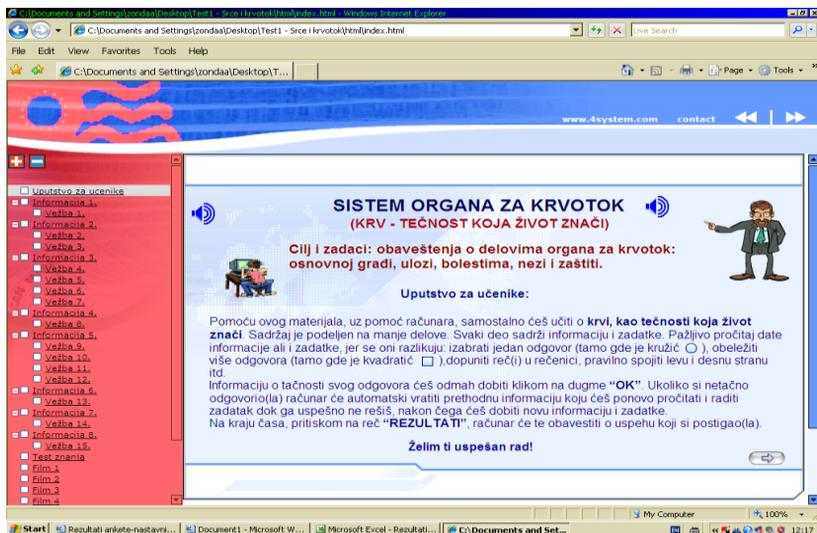 C:\Documents and Settings\zondaa\Desktop\Test1 - Srce i krvotok\html\index.html - Windows Internet Explorer
C:\Documents and Settings\zondaa\Desktop\Test1 - Srce i krvotok\html\index.html
Live Search
File Edit View Favorites Tools Help
C:\Documents and Settings\zondaa\Desktop\T...
Page Tools
www.4system.com contact
Uputstvo za ucenike
Informacija 1.
Vežba 1.
Informacija 2.
Vežba 2.
Vežba 3.
Informacija 3.
Vežba 4.
Vežba 5.
Vežba 6.
Vežba 7.
Informacija 4.
Vežba 8.
Informacija 5.
Vežba 9.
Vežba 10.
Vežba 11.
Vežba 12.
Informacija 6.
Vežba 13.
Informacija 7.
Vežba 14.
Informacija 8.
Vežba 15.
Test znanja
Film 1
Film 2
Film 3
Film 4
SISTEM ORGANA ZA KRVOTOK
(KRV - TEČNOST KOJA ŽIVOT ZNAČI)
Cilj i zadaci: obaveštenja o delovima organa za krvotok:
osnovnoj građi, ulozi, bolestima, nezi i zaštiti.
Uputstvo za učenike:
Pomoću ovog materijala, uz pomoć računara, samostalno ćeš učiti o krvi, kao tečnosti koja život
znači. Sadržaj je podeljen na manje delove. Svaki deo sadrži informaciju i zadatke. Pažljivo pročitaj date
informacije ali i zadatke, jer se oni razlikuju: izabrati jedan odgovor (tamo gde je kružić ), obeležiti
više odgovora (tamo gde je kvadratić ),dopuniti reč(i) u rečenici, pravilno spojiti levu i desnu stranu
itd.
Informaciju o tačnosti svog odgovora ćeš odmah dobiti klikom na dugme “OK”. Ukoliko si netačno
odgovorio(la) računar će automatski vratiti prethodnu informaciju koju ćeš ponovo pročitati i raditi
zadatak dok ga uspešno ne rešiš, nakon čega ćeš dobiti novu informaciju i zadatke.
Na kraju časa, pritiskom na reč “REZULTATI”, računar će te obavestiti o uspehu koji si postigao(la).
Želim ti uspešan rad!
My Computer 100%
Start Rezultati ankete-nastavni... Document1 - Microsoft W... Microsoft Excel - Rezultati... C:\Documents and Set... 12:17